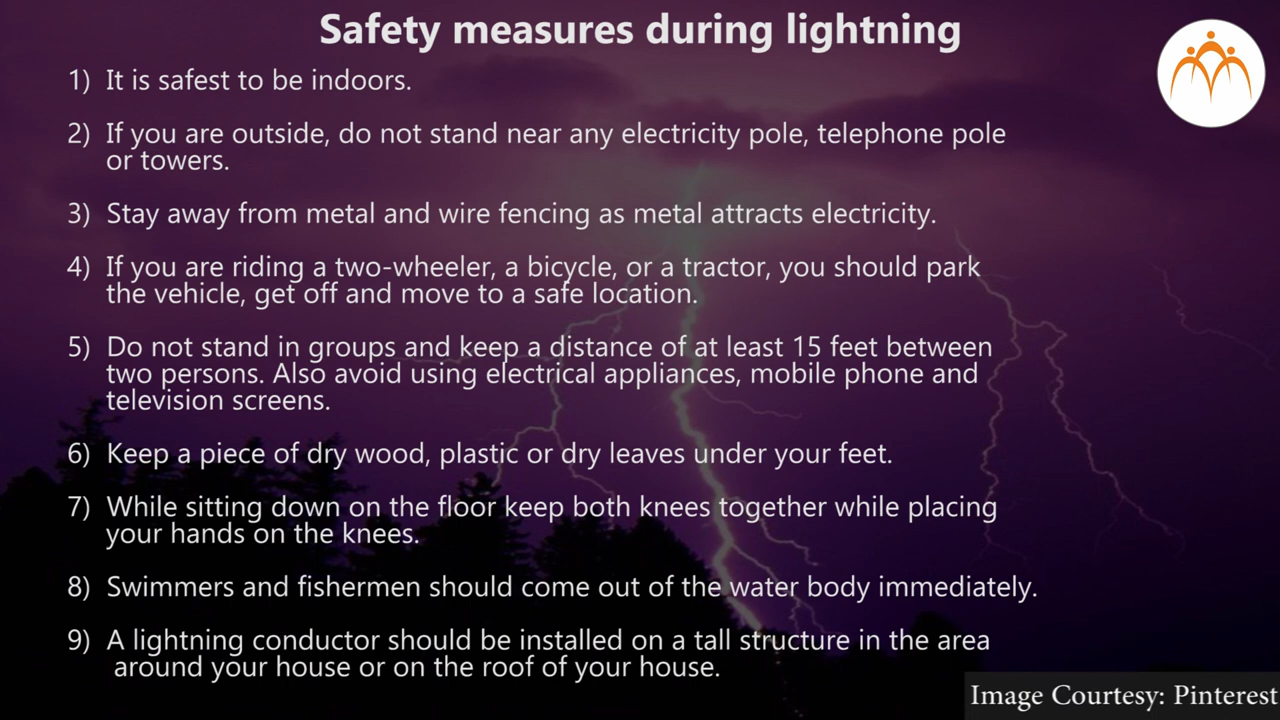 Safety measures during lightning
1) It is safest to be indoors.
2) If you are outside, do not stand near any electricity pole, telephone pole
or towers.
3) Stay away from metal and wire fencing as metal attracts electricity.
4) If you are riding a two-wheeler, a bicycle, or a tractor, you should park
the vehicle, get off and move to a safe location.
5) Do not stand in groups and keep a distance of at least 15 feet between
two persons. Also avoid using electrical appliances, mobile phone and
television screens.
6) Keep a piece of dry wood, plastic or dry leaves under your feet.
7) While sitting down on the floor keep both knees together while placing
your hands on the knees.
8) Swimmers and fishermen should come out of the water body immediately.
9) A lightning conductor should be installed on a tall structure in the area
around your house or on the roof of your house.
Image Courtesy: Pinterest